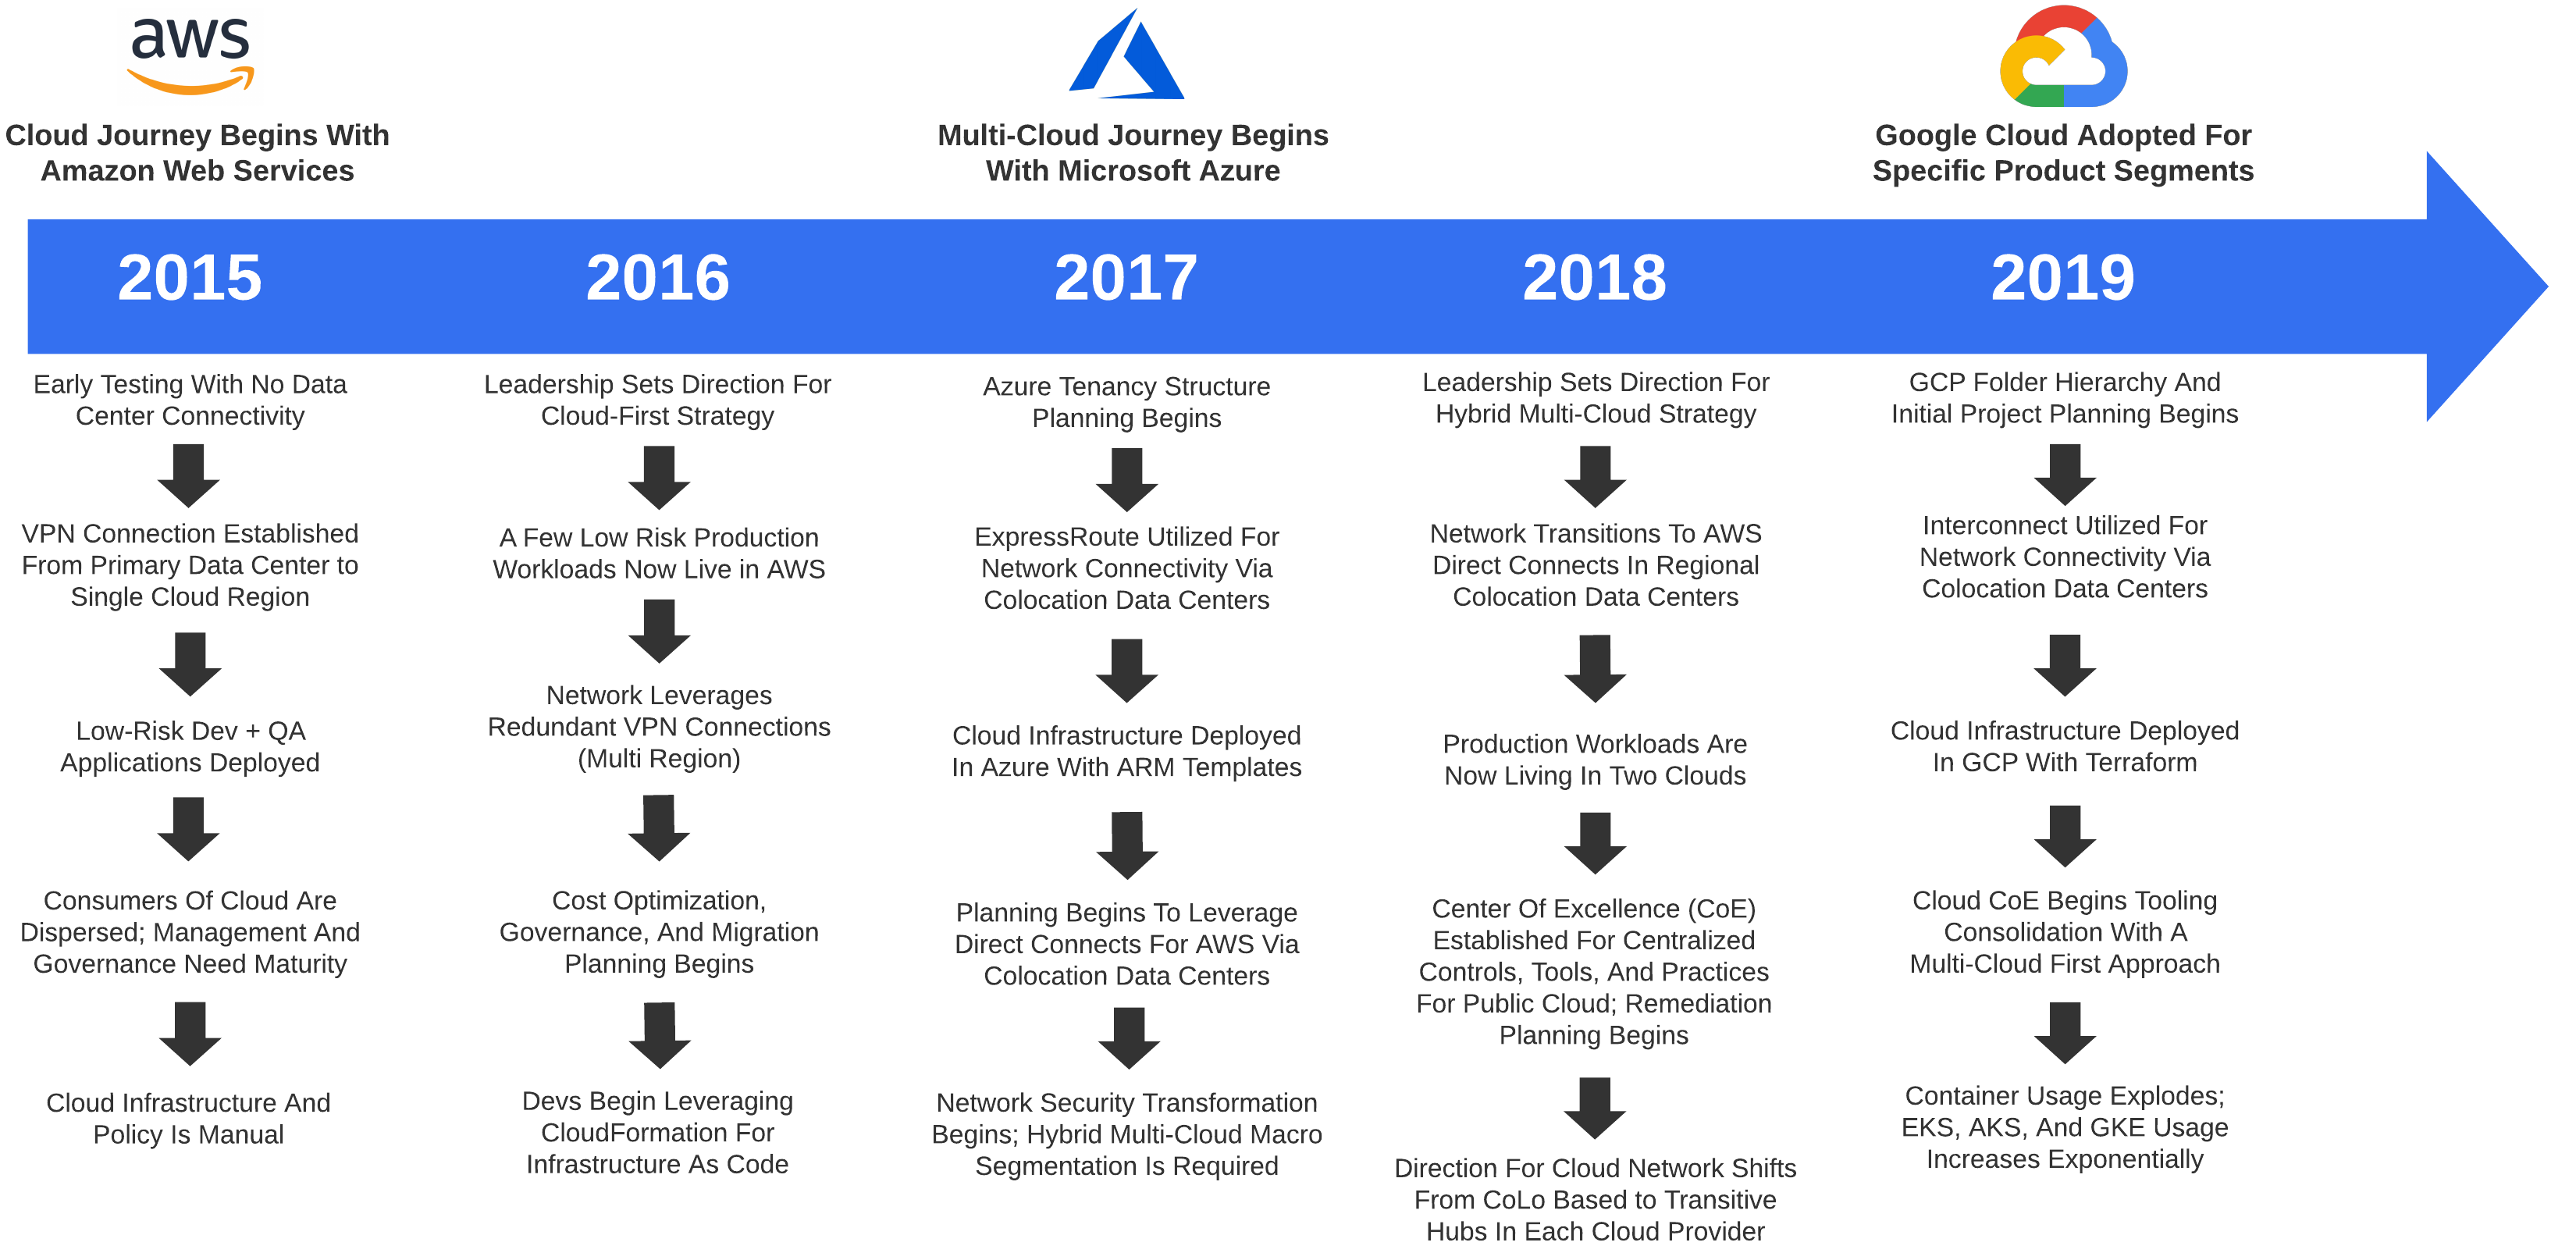 aws
Cloud Journey Begins With
Amazon Web Services
Multi-Cloud Journey Begins
With Microsoft Azure
Google Cloud Adopted For
Specific Product Segments
2015
2016
2017
2018
2019
Early Testing With No Data
Center Connectivity
VPN Connection Established
From Primary Data Center to
Single Cloud Region
Low-Risk Dev + QA
Applications Deployed
Consumers Of Cloud Are
Dispersed; Management And
Governance Need Maturity
Cloud Infrastructure And
Policy Is Manual
Leadership Sets Direction For
Cloud-First Strategy
A Few Low Risk Production
Workloads Now Live in AWS
Network Leverages
Redundant VPN Connections
(Multi Region)
Cost Optimization,
Governance, And Migration
Planning Begins
Devs Begin Leveraging
CloudFormation For
Infrastructure As Code
Azure Tenancy Structure
Planning Begins
ExpressRoute Utilized For
Network Connectivity Via
Colocation Data Centers
Cloud Infrastructure Deployed
In Azure With ARM Templates
Planning Begins To Leverage
Direct Connects For AWS Via
Colocation Data Centers
Network Security Transformation
Begins; Hybrid Multi-Cloud Macro
Segmentation Is Required
Leadership Sets Direction For
Hybrid Multi-Cloud Strategy
Network Transitions To AWS
Direct Connects In Regional
Colocation Data Centers
Production Workloads Are
Now Living In Two Clouds
Center Of Excellence (CoE)
Established For Centralized
Controls, Tools, And Practices
For Public Cloud; Remediation
Planning Begins
Direction For Cloud Network Shifts
From CoLo Based to Transitive
Hubs In Each Cloud Provider
GCP Folder Hierarchy And
Initial Project Planning Begins
Interconnect Utilized For
Network Connectivity Via
Colocation Data Centers
Cloud Infrastructure Deployed
In GCP With Terraform
Cloud CoE Begins Tooling
Consolidation With A
Multi-Cloud First Approach
Container Usage Explodes;
EKS, AKS, And GKE Usage
Increases Exponentially